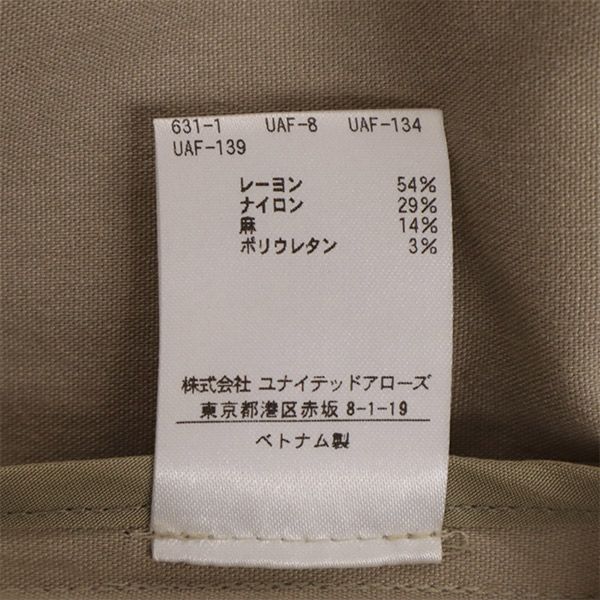 631-1 UAF-8 UAF-134
UAF-139
レーヨン 54%
ナイロン 29%
麻 14%
ポリウレタン 3%
株式会社 ユナイテッドアローズ
東京都港区赤坂 8-1-19
ベトナム製